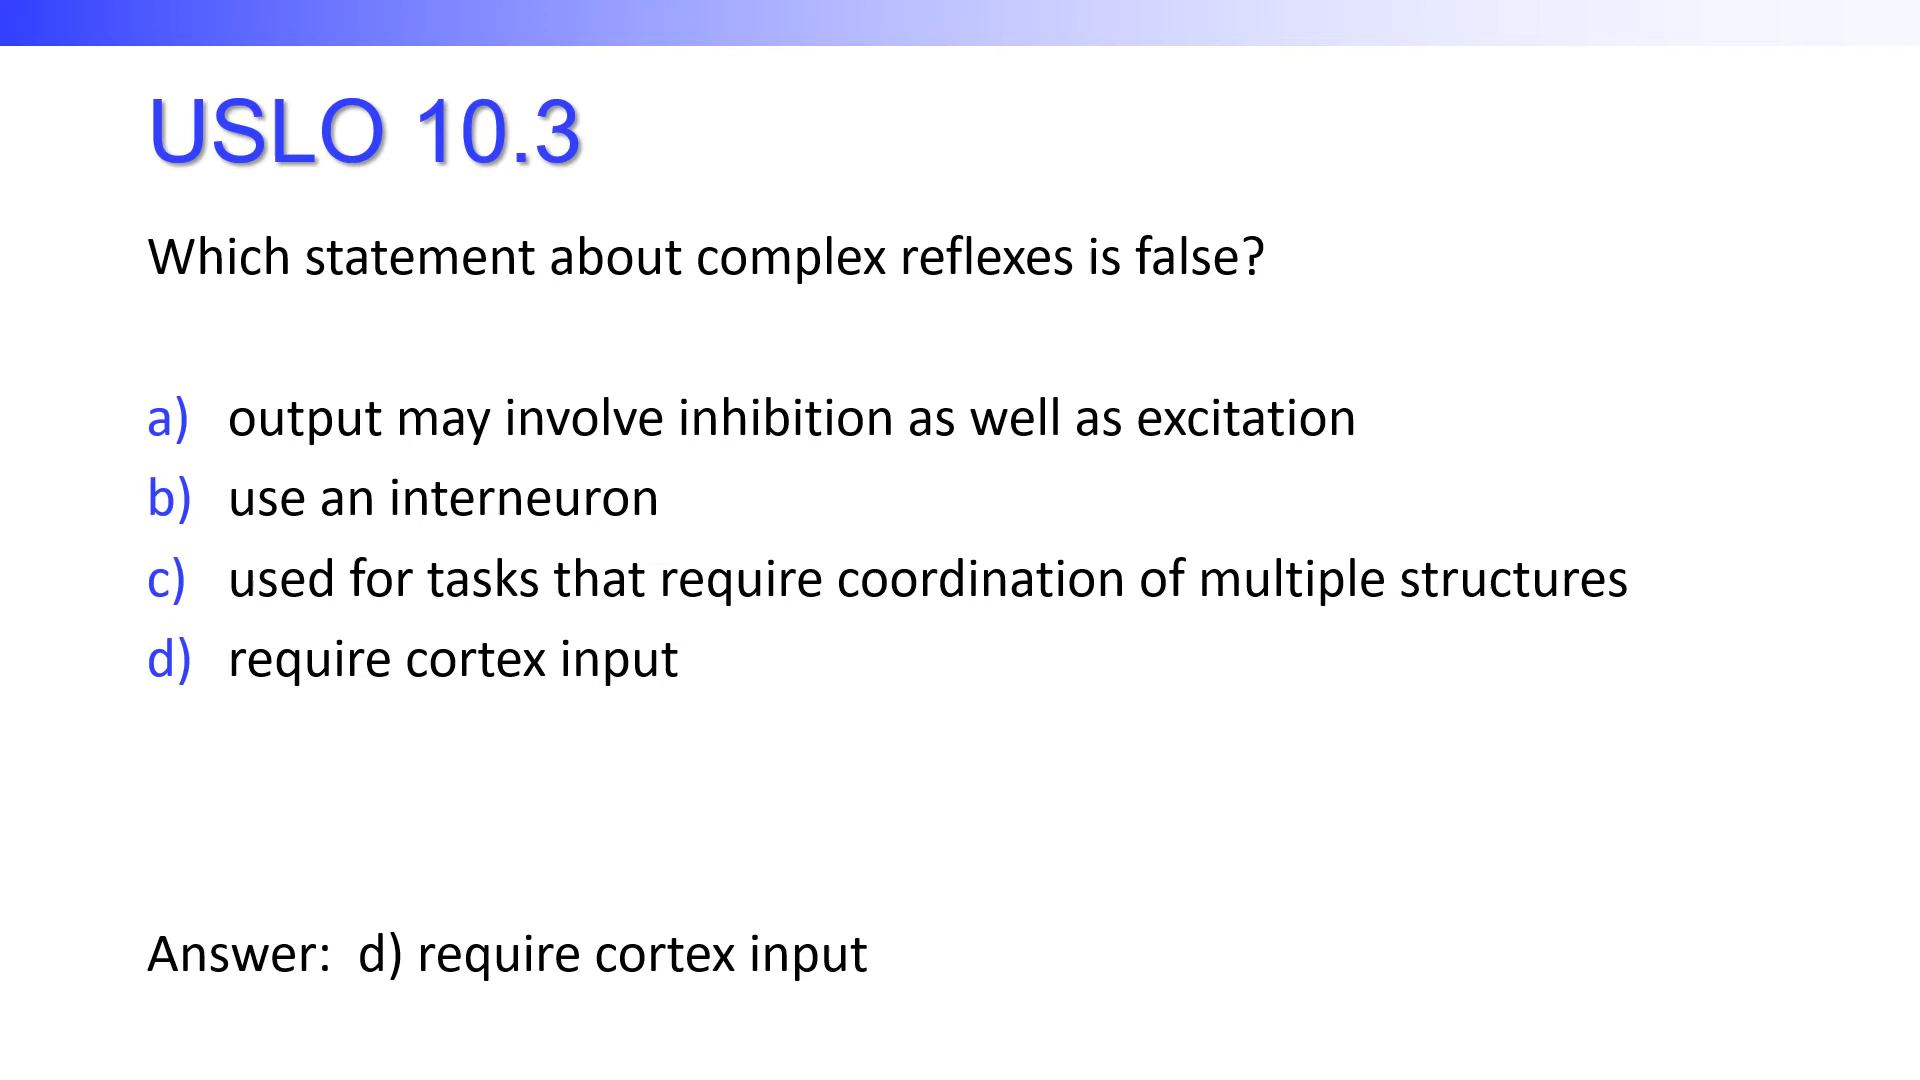 USLO 10.3
Which statement about complex reflexes is false?
a) output may involve inhibition as well as excitation
b) use an interneuron
c) used for tasks that require coordination of multiple structures
d) require cortex input
Answer: d) require cortex input